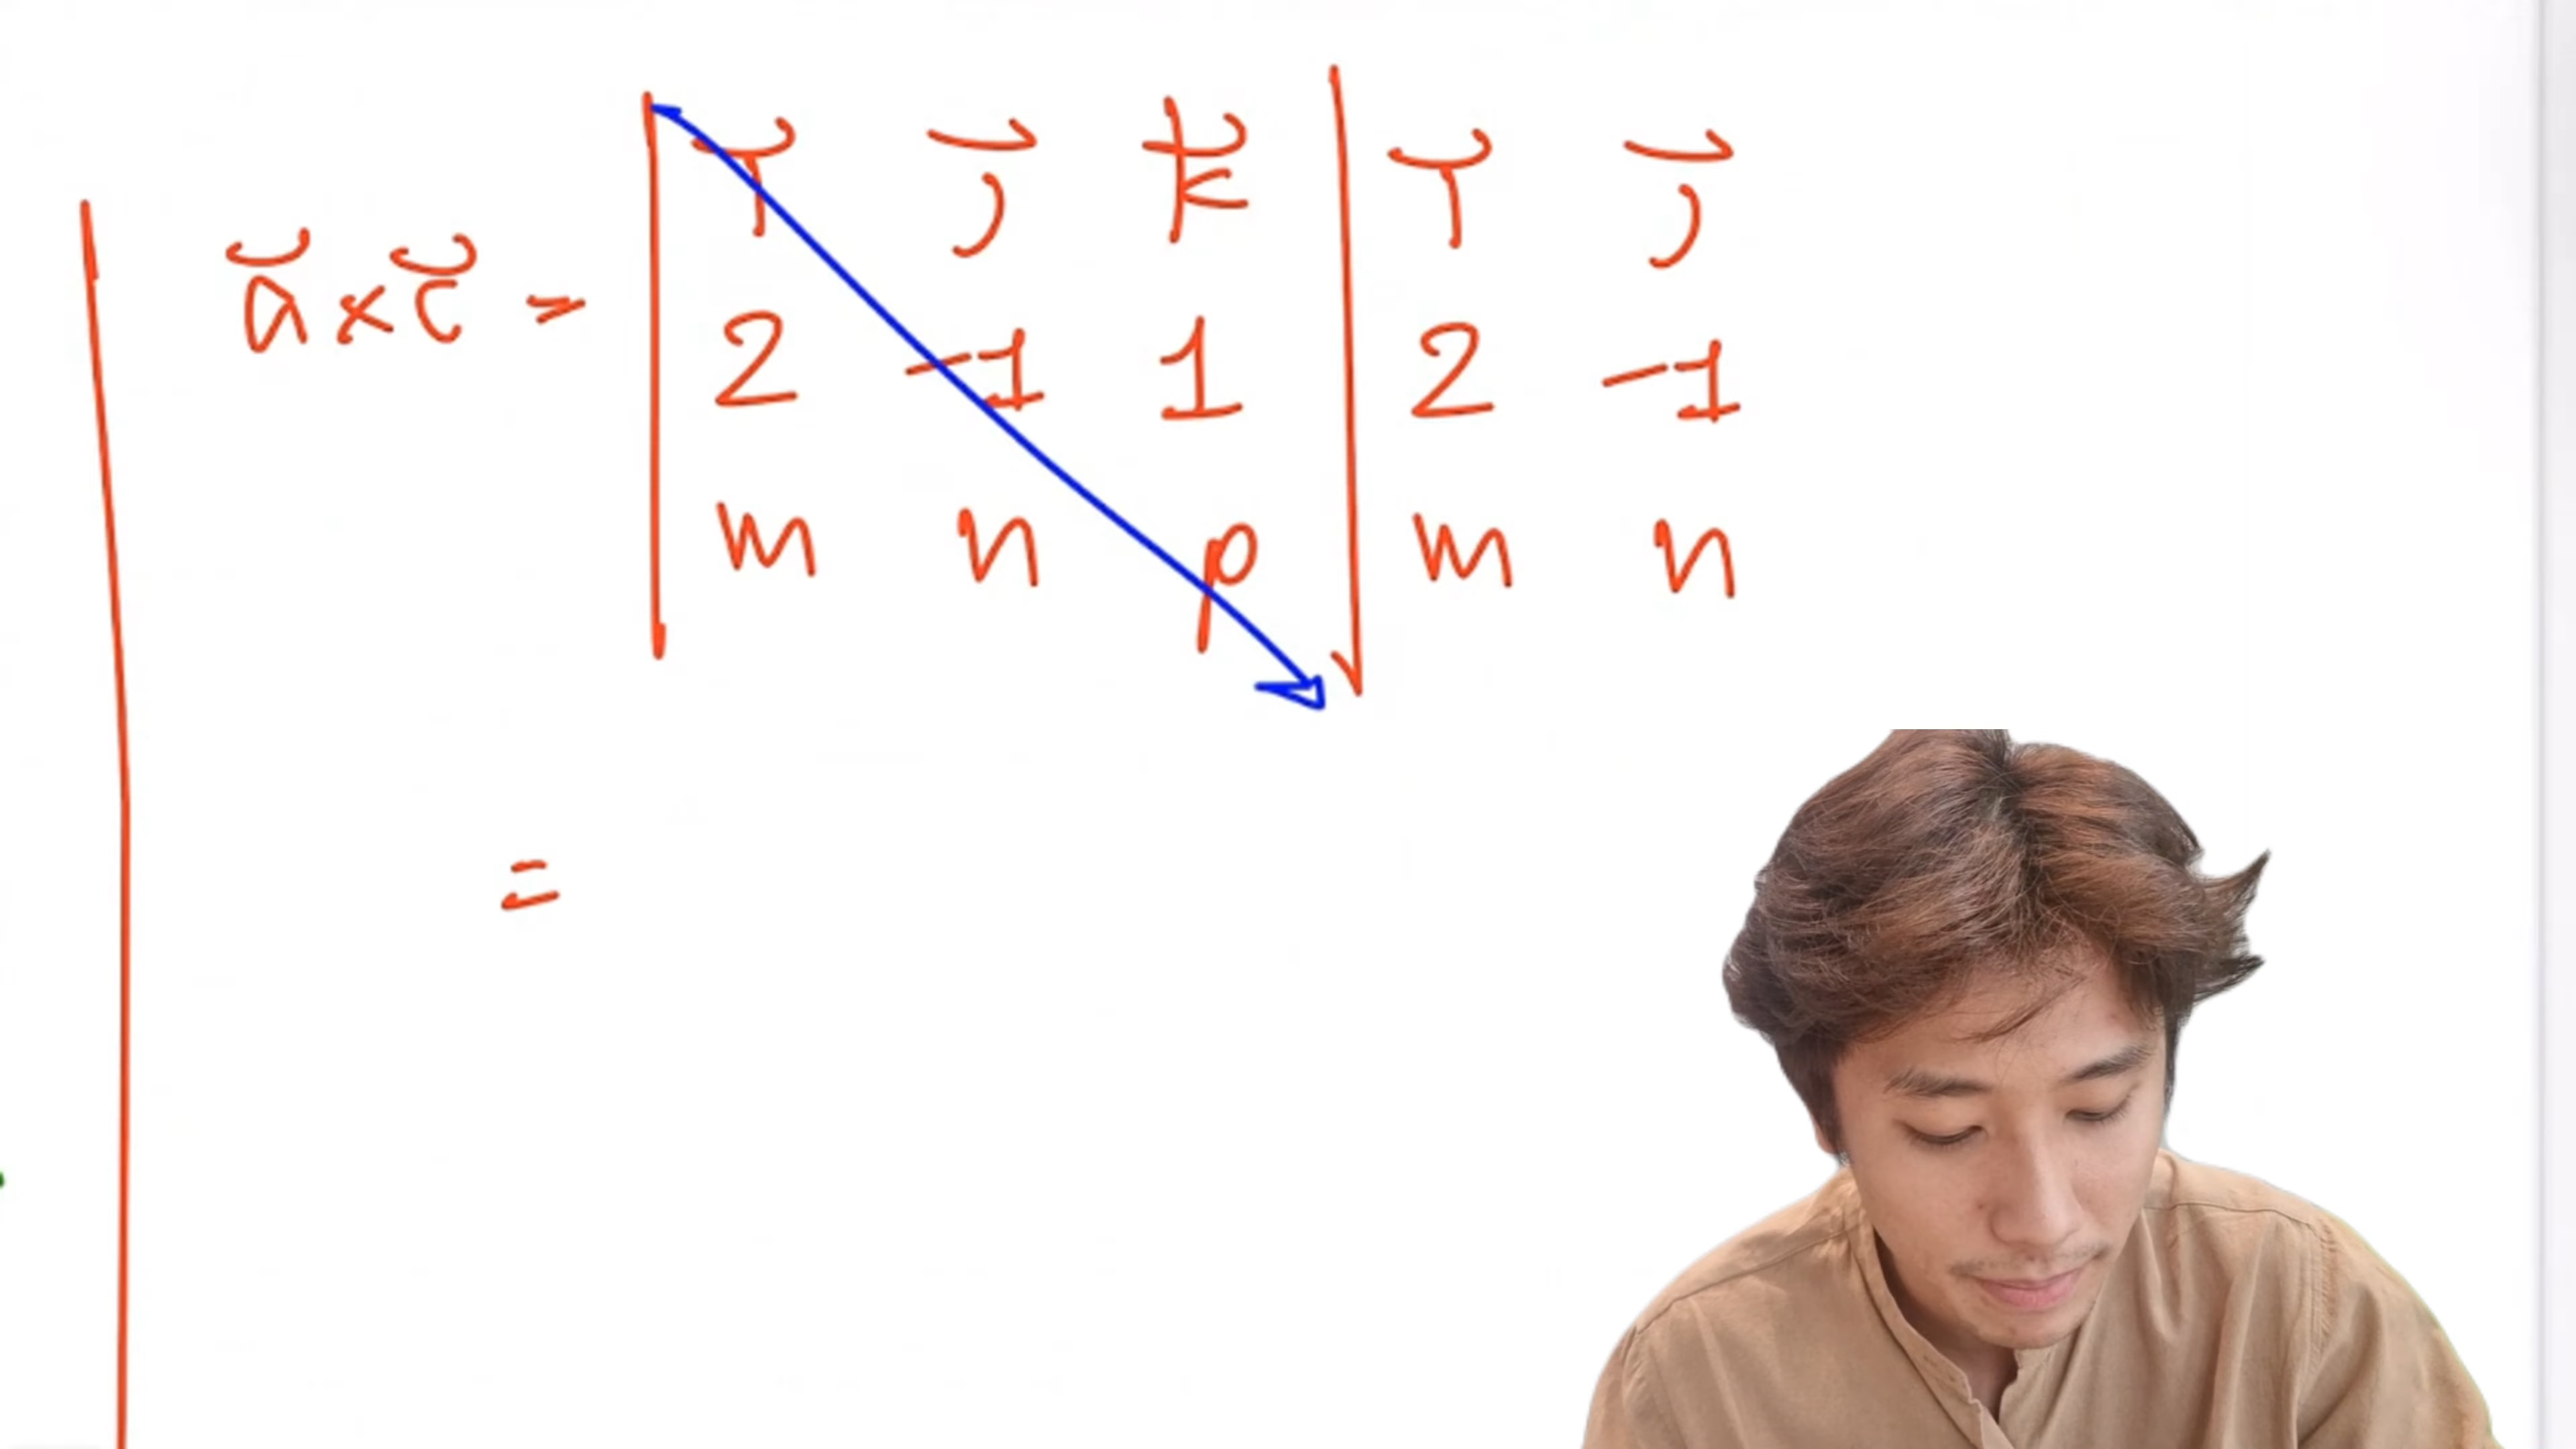 a⃗ × c⃗ = | i⃗ j⃗ k⃗ | i⃗ j⃗
2 -1 1 | 2 -1
m n p | m n
=